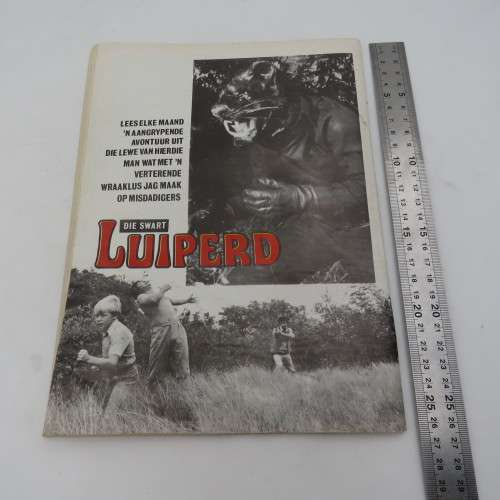 LEES ELKE MAAND
'N AANGRYPENDE
AVONTUUR UIT
DIE LEWE VAN HIERDIE
MAN WAT MET 'N
VERTERENDE
WRAAKLUS JAG MAAK
OP MISDADIGERS
DIE SWART
LUIPERD